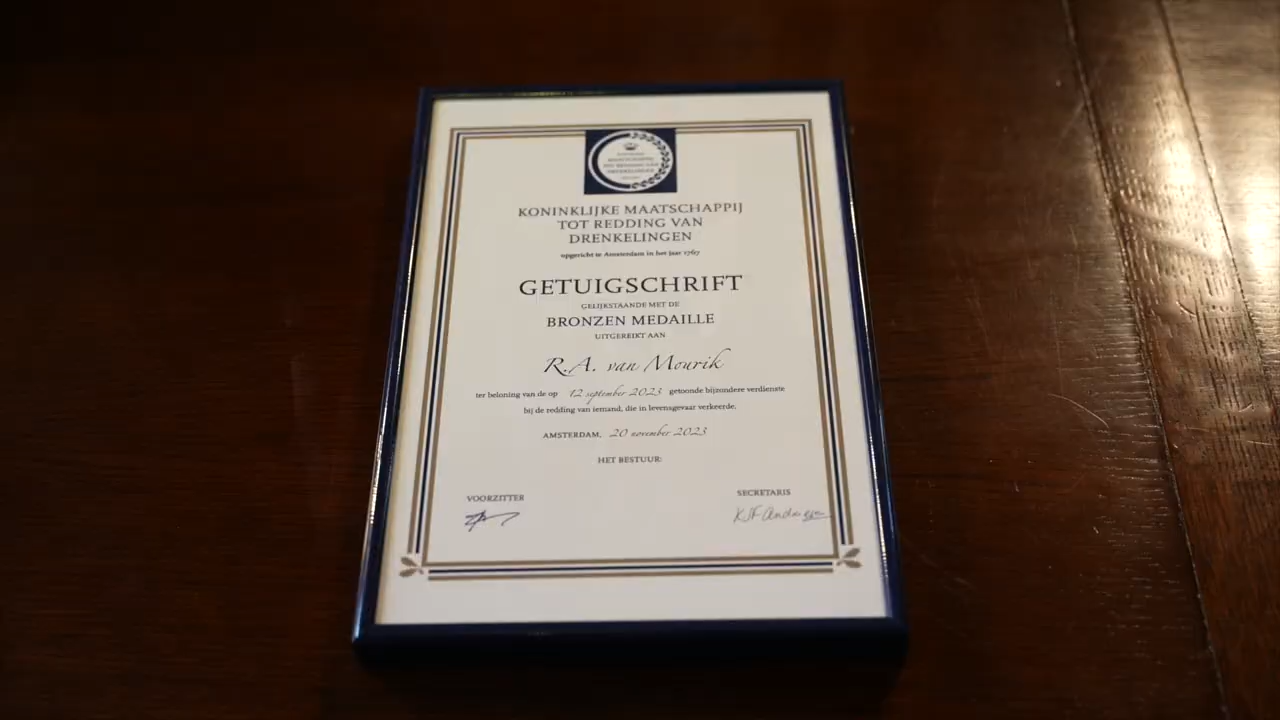 KONINKLIJKE MAATSCHAPPIJ
TOT REDDING VAN
DRENKELINGEN
opgericht te Amsterdam in het jaar 1767
GETUIGSCHRIFT
GELIJKSTAANDE MET DE
BRONZEN MEDAILLE
UITGEREIKT AAN
R.A. van Mourik
ter beloning van de op 12 september 2023 getoonde bijzondere verdienste
bij de redding van iemand, die in levensgevaar verkeerde.
AMSTERDAM, 20 november 2023
HET BESTUUR:
VOORZITTER SECRETARIS